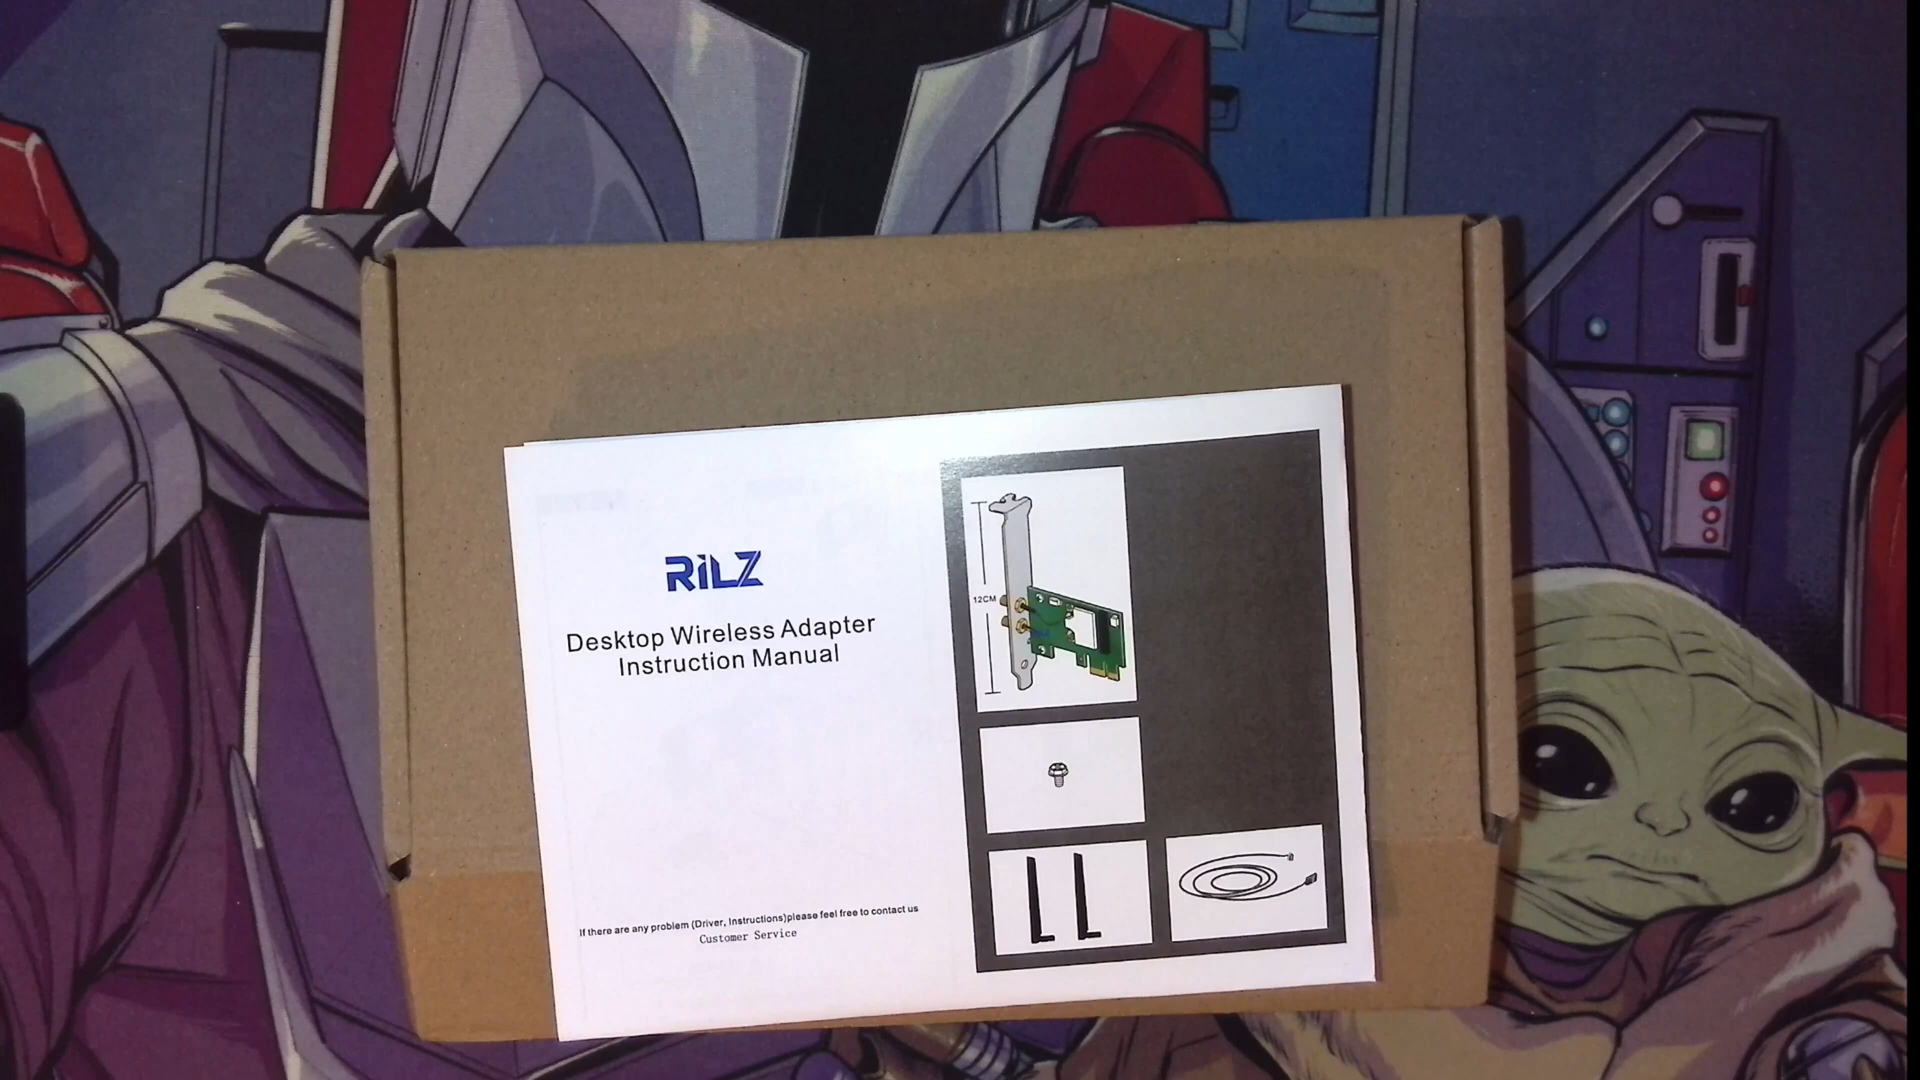 RiLZ
Desktop Wireless Adapter
Instruction Manual
If there are any problem (Driver, Instructions)please feel free to contact us
Customer Service
12CM